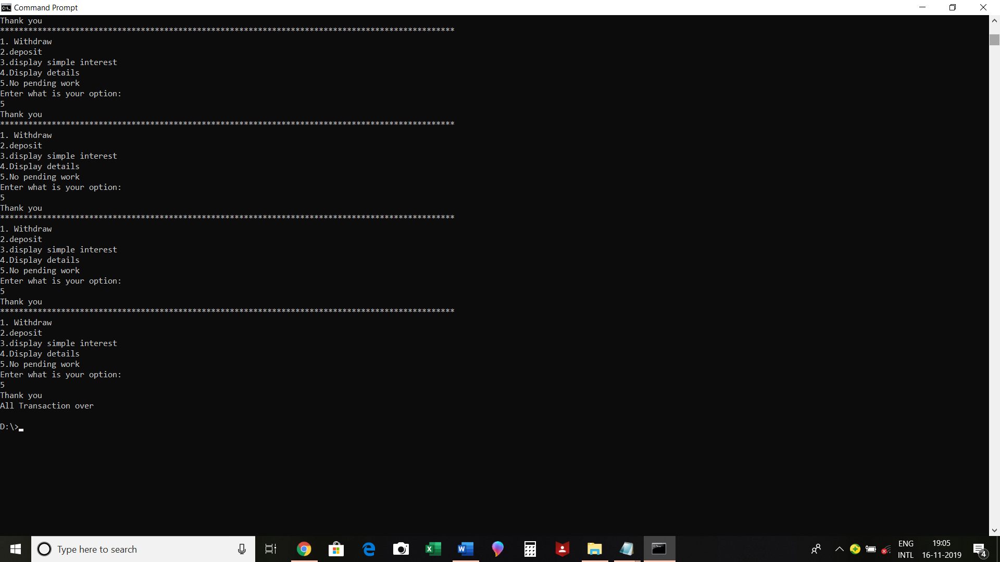 Command Prompt
Thank you
*************************************************************************************************
1. Withdraw
2.deposit
3.display simple interest
4.Display details
5.No pending work
Enter what is your option:
5
Thank you
*************************************************************************************************
1. Withdraw
2.deposit
3.display simple interest
4.Display details
5.No pending work
Enter what is your option:
5
Thank you
*************************************************************************************************
1. Withdraw
2.deposit
3.display simple interest
4.Display details
5.No pending work
Enter what is your option:
5
Thank you
*************************************************************************************************
1. Withdraw
2.deposit
3.display simple interest
4.Display details
5.No pending work
Enter what is your option:
5
Thank you
All Transaction over
D:\>
Type here to search
ENG
INTL
19:05
16-11-2019
4